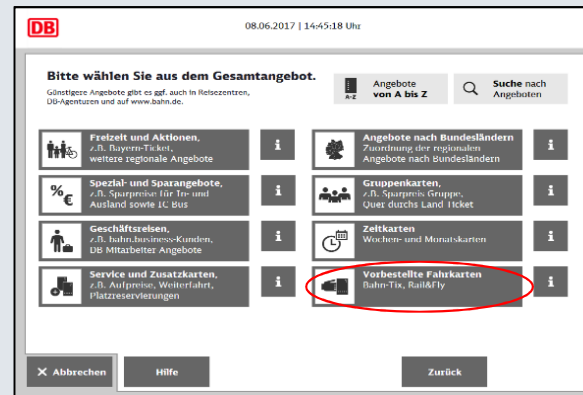 DB
08.06.2017 | 14:45:18 Uhr
Bitte wählen Sie aus dem Gesamtangebot.
Günstigere Angebote gibt es ggf. auch in Reisezentren,
DB-Agenturen und auf www.bahn.de.
A-Z
Angebote
von A bis Z
Suche nach
Angeboten
Freizeit und Aktionen,
z.B. Bayern-Ticket,
weitere regionale Angebote
i
Angebote nach Bundesländern
Zuordnung der regionalen
Angebote nach Bundesländern
i
Spezial- und Sparangebote,
z.B. Sparpreise für In- und
Ausland sowie IC Bus
% €
i
Gruppenkarten,
z.B. Sparpreis Gruppe,
Quer durchs Land Ticket
i
Geschäftsreisen,
z.B. bahn.business-Kunden,
DB Mitarbeiter Angebote
i
Zeitkarten
Wochen- und Monatskarten
i
Service und Zusatzkarten,
z.B. Aufpreise, Weiterfahrt,
Platzreservierungen
i
Vorbestellte Fahrkarten
Bahn-Tix, Rail&Fly
i
X Abbrechen
Hilfe
Zurück